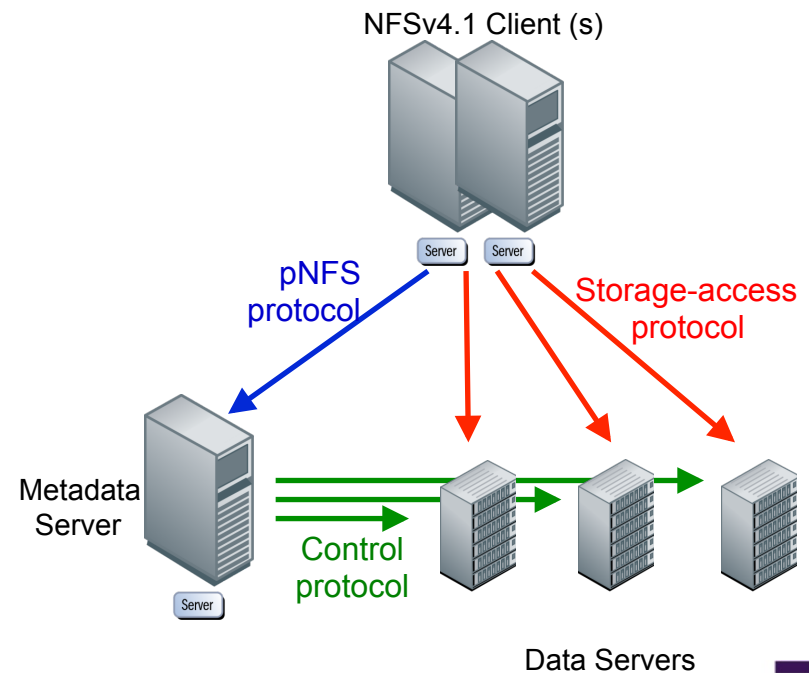 NFSv4.1 Client (s)
Server
Server
pNFS
protocol
Storage-access
protocol
Metadata
Server
Control
protocol
Server
Data Servers